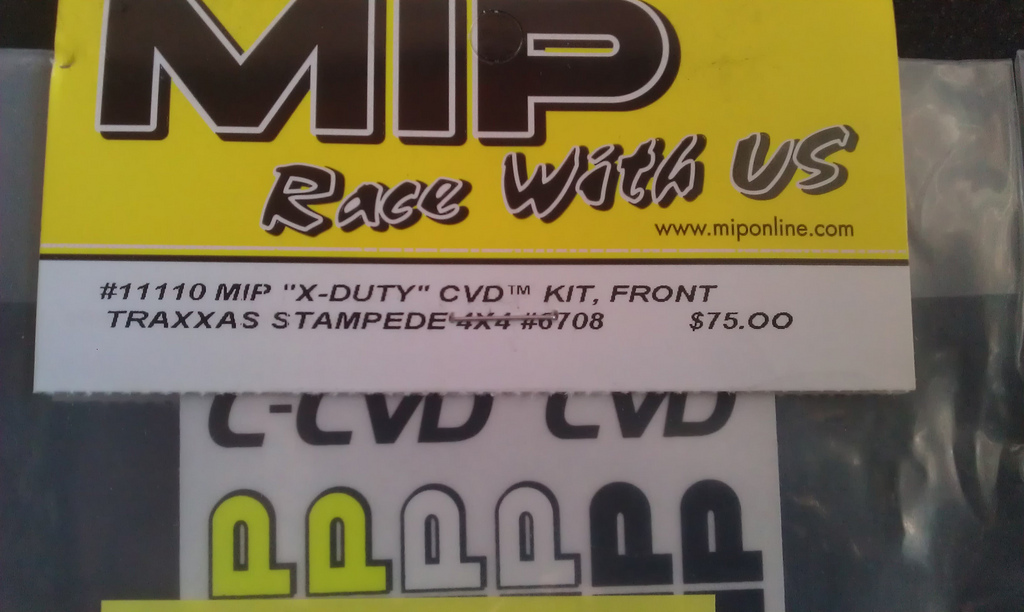 MIP
Race With US
www.miponline.com
#11110 MIP "X-DUTY" CVD™ KIT, FRONT
TRAXXAS STAMPEDE 4X4 #6708 $75.00
C-CVD CVD
P P P P P P